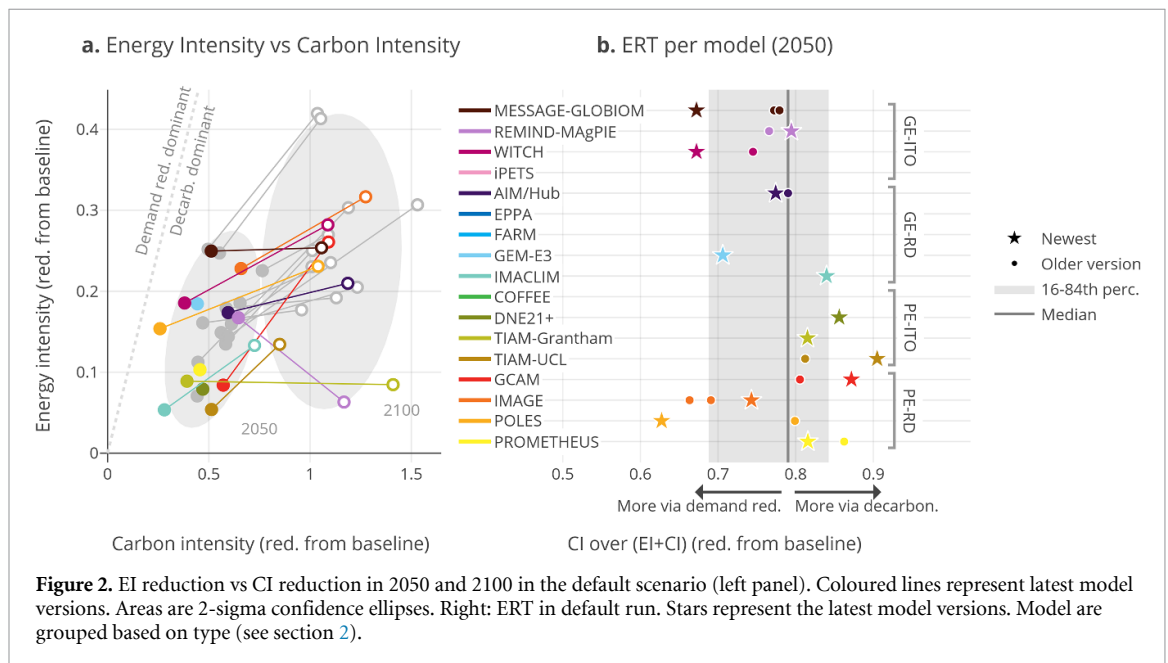 a. Energy Intensity vs Carbon Intensity
b. ERT per model (2050)
Energy intensity (red. from baseline)
0.4
0.3
0.2
0.1
0
0
0.5
1
1.5
Demand red. dominant
Decarb. dominant
2050
2100
Carbon intensity (red. from baseline)
MESSAGE-GLOBIOM
REMIND-MAgPIE
WITCH
iPETS
AIM/Hub
EPPA
FARM
GEM-E3
IMACLIM
COFFEE
DNE21+
TIAM-Grantham
TIAM-UCL
GCAM
IMAGE
POLES
PROMETHEUS
GE-ITO
GE-RD
PE-ITO
PE-RD
0.5
0.6
0.7
0.8
0.9
More via demand red.
More via decarbon.
CI over (EI+CI) (red. from baseline)
Newest
Older version
16-84th perc.
Median
Figure 2. EI reduction vs CI reduction in 2050 and 2100 in the default scenario (left panel). Coloured lines represent latest model
versions. Areas are 2-sigma confidence ellipses. Right: ERT in default run. Stars represent the latest model versions. Model are
grouped based on type (see section 2).